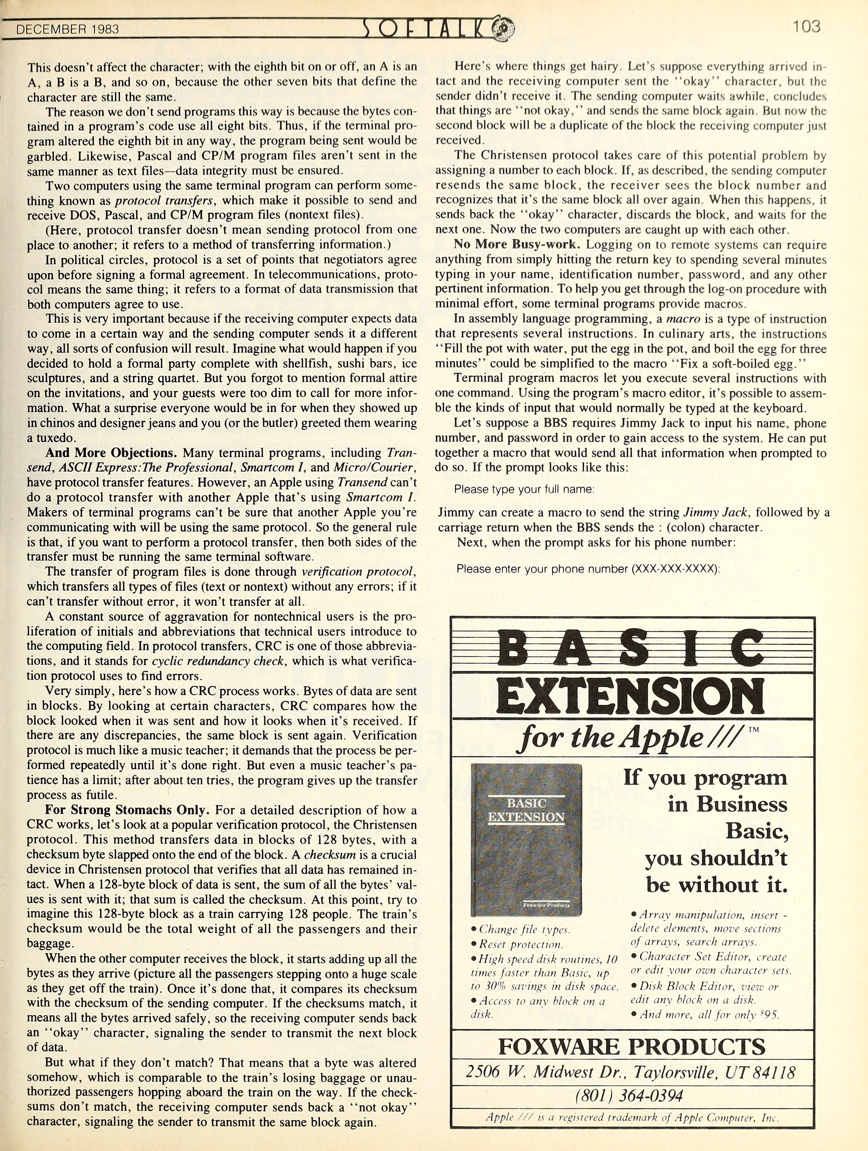 DECEMBER 1983
SOFTALK
103
This doesn't affect the character; with the eighth bit on or off, an A is an
A, a B is a B, and so on, because the other seven bits that define the
character are still the same.
The reason we don't send programs this way is because the bytes con-
tained in a program's code use all eight bits. Thus, if the terminal pro-
gram altered the eighth bit in any way, the program being sent would be
garbled. Likewise, Pascal and CP/M program files aren't sent in the
same manner as text files—data integrity must be ensured.
Two computers using the same terminal program can perform some-
thing known as protocol transfers, which make it possible to send and
receive DOS, Pascal, and CP/M program files (nontext files).
(Here, protocol transfer doesn't mean sending protocol from one
place to another; it refers to a method of transferring information.)
In political circles, protocol is a set of points that negotiators agree
upon before signing a formal agreement. In telecommunications, proto-
col means the same thing; it refers to a format of data transmission that
both computers agree to use.
This is very important because if the receiving computer expects data
to come in a certain way and the sending computer sends it a different
way, all sorts of confusion will result. Imagine what would happen if you
decided to hold a formal party complete with shellfish, sushi bars, ice
sculptures, and a string quartet. But you forgot to mention formal attire
on the invitations, and your guests were too dim to call for more infor-
mation. What a surprise everyone would be in for when they showed up
in chinos and designer jeans and you (or the butler) greeted them wearing
a tuxedo.
And More Objections. Many terminal programs, including Tran-
send, ASCII Express:The Professional, Smartcom I, and Micro/Courier,
have protocol transfer features. However, an Apple using Transend can't
do a protocol transfer with another Apple that's using Smartcom I.
Makers of terminal programs can't be sure that another Apple you're
communicating with will be using the same protocol. So the general rule
is that, if you want to perform a protocol transfer, then both sides of the
transfer must be running the same terminal software.
The transfer of program files is done through verification protocol,
which transfers all types of files (text or nontext) without any errors; if it
can't transfer without error, it won't transfer at all.
A constant source of aggravation for nontechnical users is the pro-
liferation of initials and abbreviations that technical users introduce to
the computing field. In protocol transfers, CRC is one of those abbrevia-
tions, and it stands for cyclic redundancy check, which is what verifica-
tion protocol uses to find errors.
Very simply, here's how a CRC process works. Bytes of data are sent
in blocks. By looking at certain characters, CRC compares how the
block looked when it was sent and how it looks when it's received. If
there are any discrepancies, the same block is sent again. Verification
protocol is much like a music teacher; it demands that the process be per-
formed repeatedly until it's done right. But even a music teacher's pa-
tience has a limit; after about ten tries, the program gives up the transfer
process as futile.
For Strong Stomachs Only. For a detailed description of how a
CRC works, let's look at a popular verification protocol, the Christensen
protocol. This method transfers data in blocks of 128 bytes, with a
checksum byte slapped onto the end of the block. A checksum is a crucial
device in Christensen protocol that verifies that all data has remained in-
tact. When a 128-byte block of data is sent, the sum of all the bytes' val-
ues is sent with it; that sum is called the checksum. At this point, try to
imagine this 128-byte block as a train carrying 128 people. The train's
checksum would be the total weight of all the passengers and their
baggage.
When the other computer receives the block, it starts adding up all the
bytes as they arrive (picture all the passengers stepping onto a huge scale
as they get off the train). Once it's done that, it compares its checksum
with the checksum of the sending computer. If the checksums match, it
means all the bytes arrived safely, so the receiving computer sends back
an "okay" character, signaling the sender to transmit the next block
of data.
But what if they don't match? That means that a byte was altered
somehow, which is comparable to the train's losing baggage or unau-
thorized passengers hopping aboard the train on the way. If the check-
sums don't match, the receiving computer sends back a "not okay"
character, signaling the sender to transmit the same block again.
Here's where things get hairy. Let's suppose everything arrived in-
tact and the receiving computer sent the "okay" character, but the
sender didn't receive it. The sending computer waits awhile, concludes
that things are "not okay," and sends the same block again. But now the
second block will be a duplicate of the block the receiving computer just
received.
The Christensen protocol takes care of this potential problem by
assigning a number to each block. If, as described, the sending computer
resends the same block, the receiver sees the block number and
recognizes that it's the same block all over again. When this happens, it
sends back the "okay" character, discards the block, and waits for the
next one. Now the two computers are caught up with each other.
No More Busy-work. Logging on to remote systems can require
anything from simply hitting the return key to spending several minutes
typing in your name, identification number, password, and any other
pertinent information. To help you get through the log-on procedure with
minimal effort, some terminal programs provide macros.
In assembly language programming, a macro is a type of instruction
that represents several instructions. In culinary arts, the instructions
"Fill the pot with water, put the egg in the pot, and boil the egg for three
minutes" could be simplified to the macro "Fix a soft-boiled egg."
Terminal program macros let you execute several instructions with
one command. Using the program's macro editor, it's possible to assem-
ble the kinds of input that would normally be typed at the keyboard.
Let's suppose a BBS requires Jimmy Jack to input his name, phone
number, and password in order to gain access to the system. He can put
together a macro that would send all that information when prompted to
do so. If the prompt looks like this:
Please type your full name:
Jimmy can create a macro to send the string Jimmy Jack, followed by a
carriage return when the BBS sends the : (colon) character.
Next, when the prompt asks for his phone number:
Please enter your phone number (XXX-XXX-XXXX):
BASIC
EXTENSION
for the Apple /// ™
BASIC
EXTENSION
Foxware Products
If you program
in Business
Basic,
you shouldn't
be without it.
• Change file types.
• Reset protection.
• High speed disk routines, 10
times faster than Basic, up
to 30% savings in disk space.
• Access to any block on a
disk.
• Array manipulation, insert -
delete elements, move sections
of arrays, search arrays.
• Character Set Editor, create
or edit your own character sets.
• Disk Block Editor, view or
edit any block on a disk.
• And more, all for only $95.
FOXWARE PRODUCTS
2506 W. Midwest Dr., Taylorsville, UT 84118
(801) 364-0394
Apple /// is a registered trademark of Apple Computer, Inc.